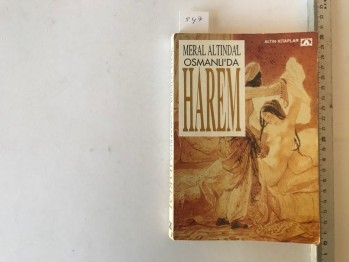 MERAL ALTINDAL
OSMANLI'DA
HAREM
ALTIN KİTAPLAR